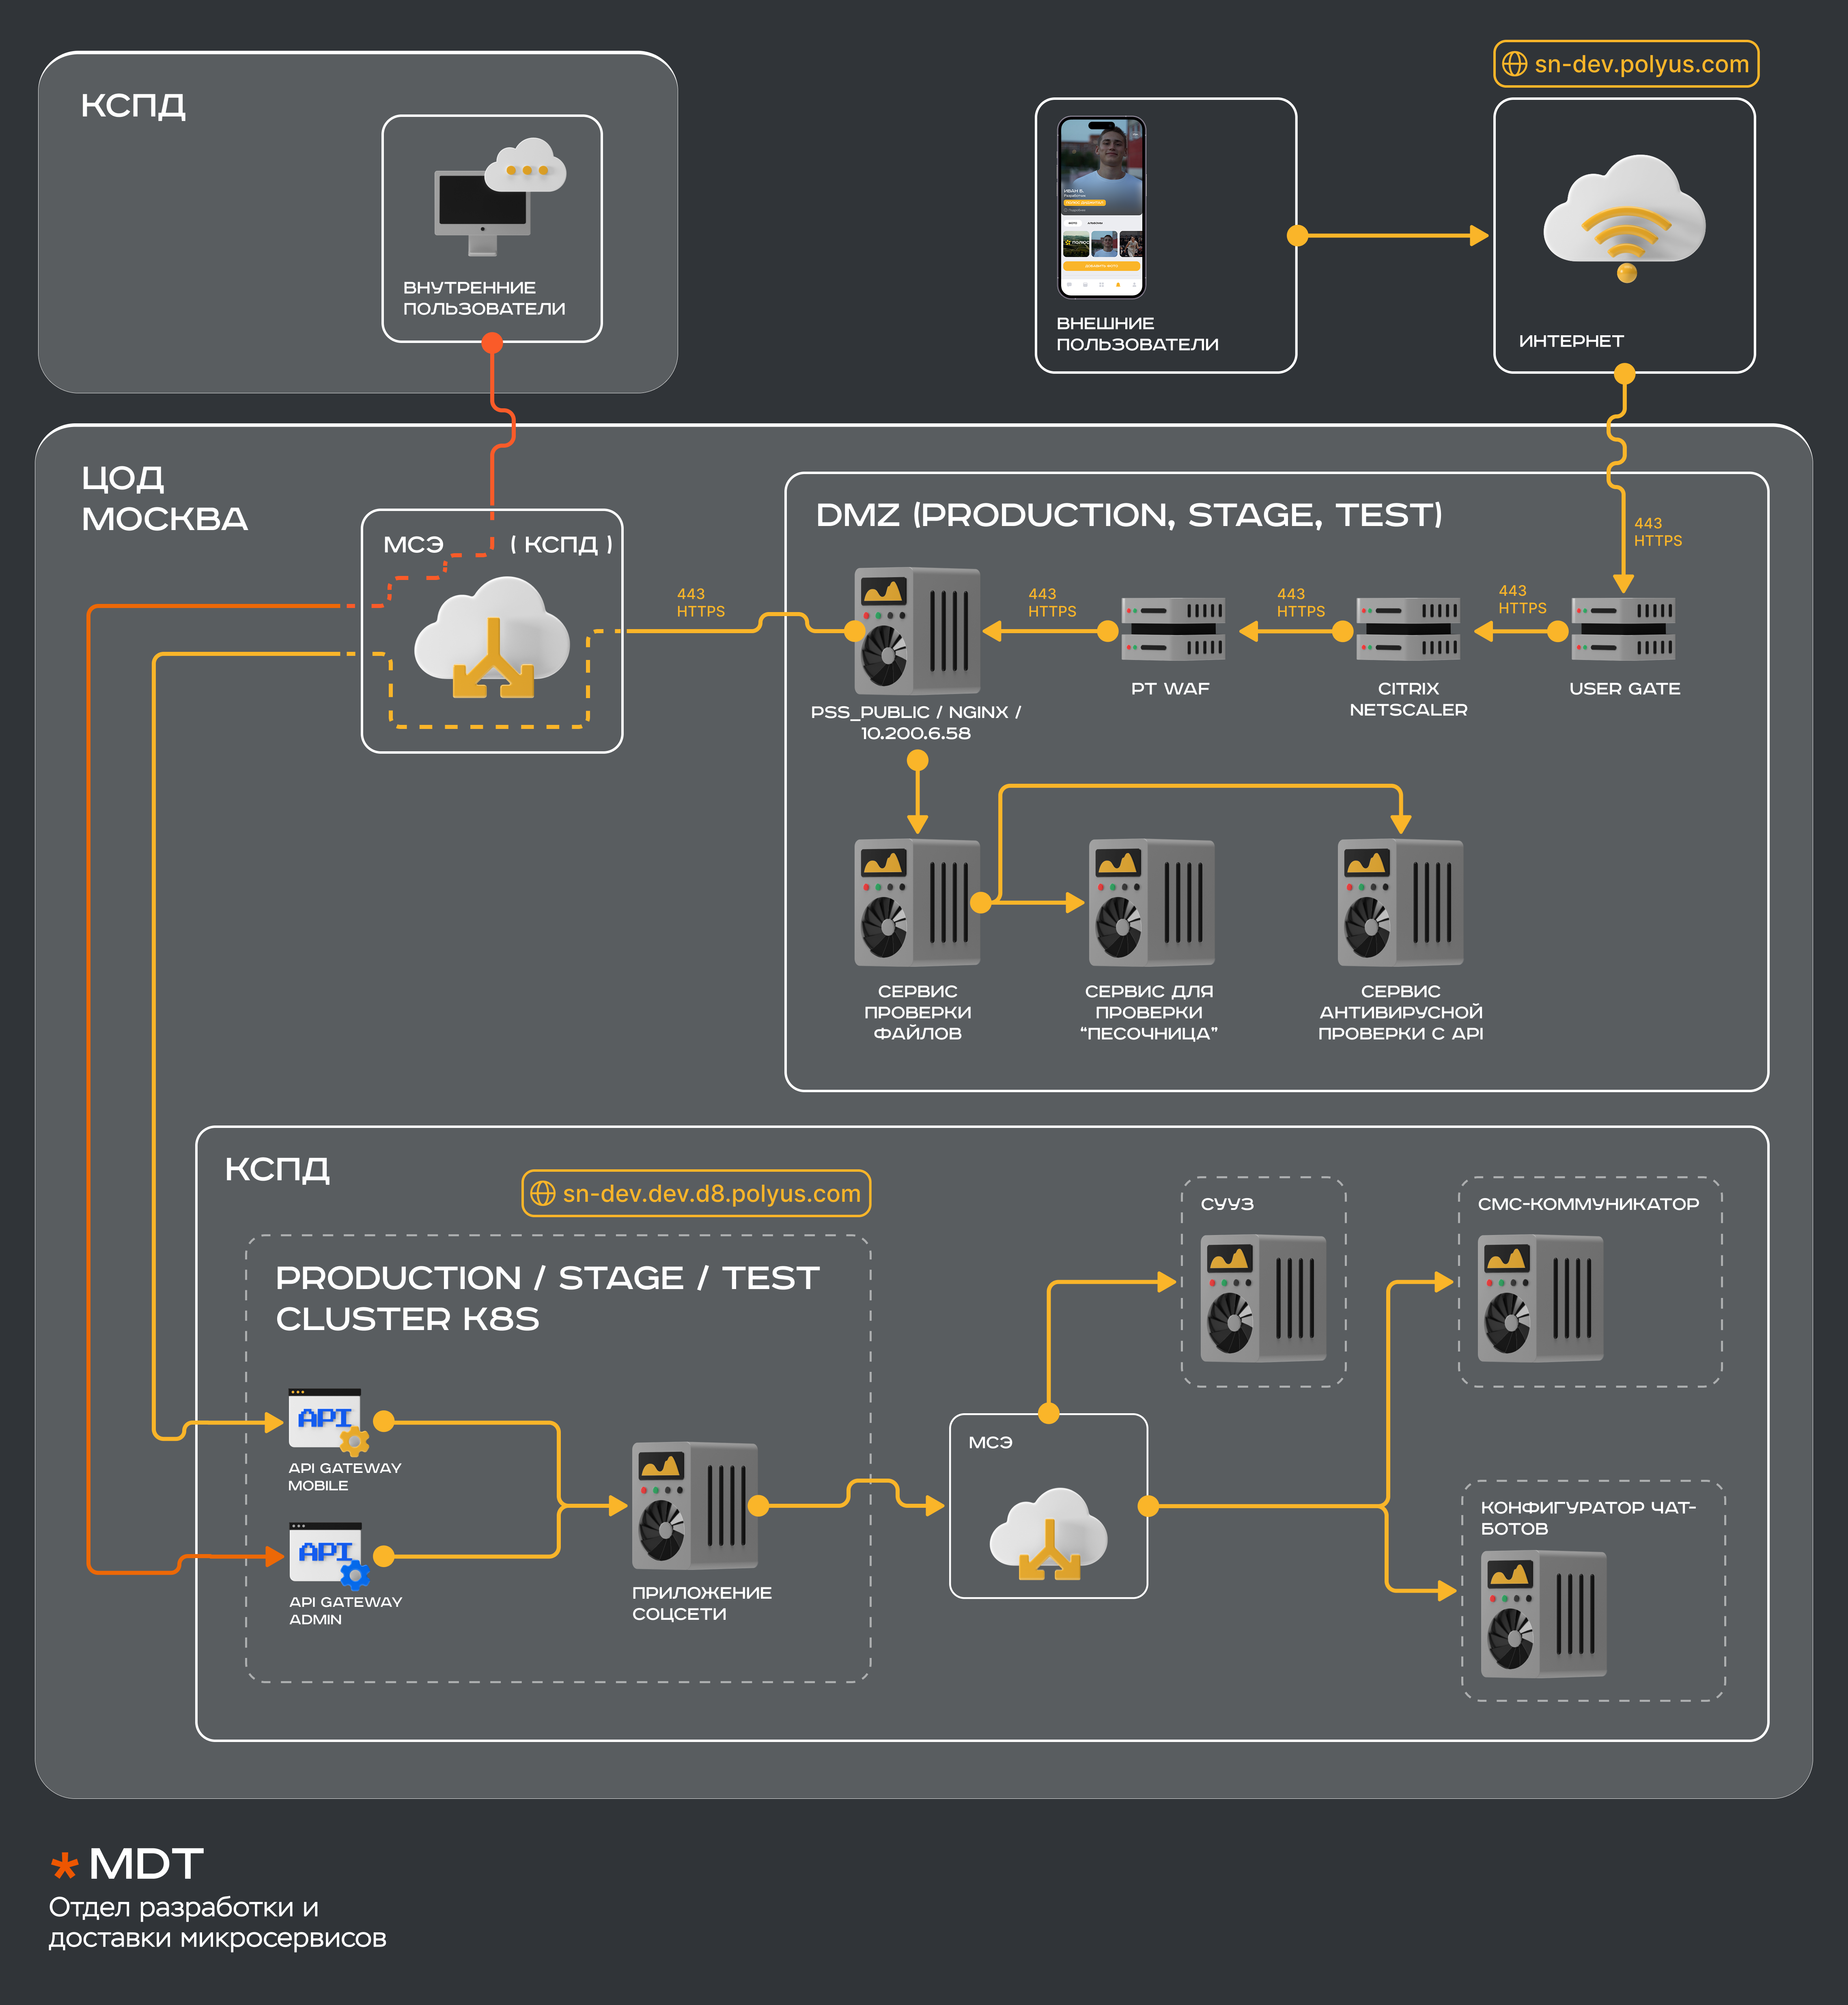 sn-dev.polyus.com
КСПД
ВНУТРЕННИЕ
ПОЛЬЗОВАТЕЛИ
ИВАН Б.
ПОЛЮС
ВНЕШНИЕ
ПОЛЬЗОВАТЕЛИ
ИНТЕРНЕТ
ЦОД
МОСКВА
МСЭ ( КСПД )
DMZ (PRODUCTION, STAGE, TEST)
443
HTTPS
443
HTTPS
443
HTTPS
443
HTTPS
443
HTTPS
PSS_PUBLIC / NGINX /
10.200.6.58
PT WAF
CITRIX
NETSCALER
USER GATE
СЕРВИС
ПРОВЕРКИ
ФАЙЛОВ
СЕРВИС ДЛЯ
ПРОВЕРКИ
“ПЕСОЧНИЦА”
СЕРВИС
АНТИВИРУСНОЙ
ПРОВЕРКИ С API
КСПД
sn-dev.dev.d8.polyus.com
PRODUCTION / STAGE / TEST
CLUSTER K8S
API
API GATEWAY
MOBILE
API
API GATEWAY
ADMIN
ПРИЛОЖЕНИЕ
СОЦСЕТИ
МСЭ
СУУЗ
СМС-КОММУНИКАТОР
КОНФИГУРАТОР ЧАТ-
БОТОВ
* MDT
Отдел разработки и
доставки микросервисов